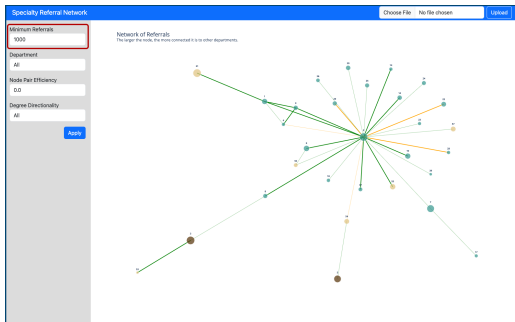 Specialty Referral Network
Choose File No file chosen
Upload
Minimum Referrals
1000
Department
All
Node Pair Efficiency
0.0
Degree Directionality
All
Apply
Network of Referrals
The larger the node, the more connected it is to other departments.